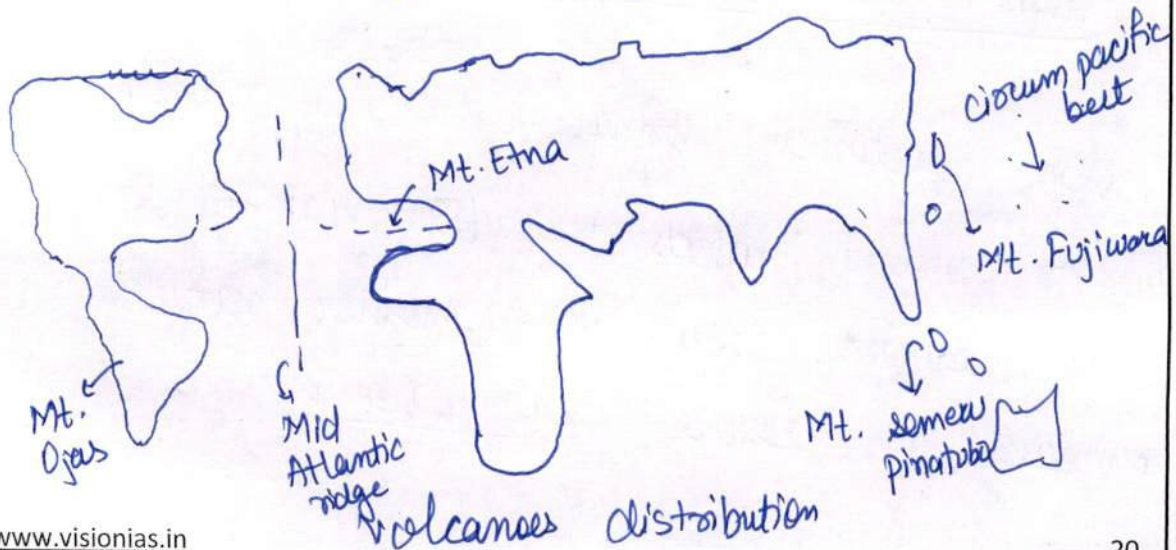 ciorum pacific
belt
Mt. Etna
Mt. Fujiwara
Mt.
Ojas
Mid
Atlantic
ridge
Mt. semeru
pinatubo
volcanoes distribution
www.visionias.in
20